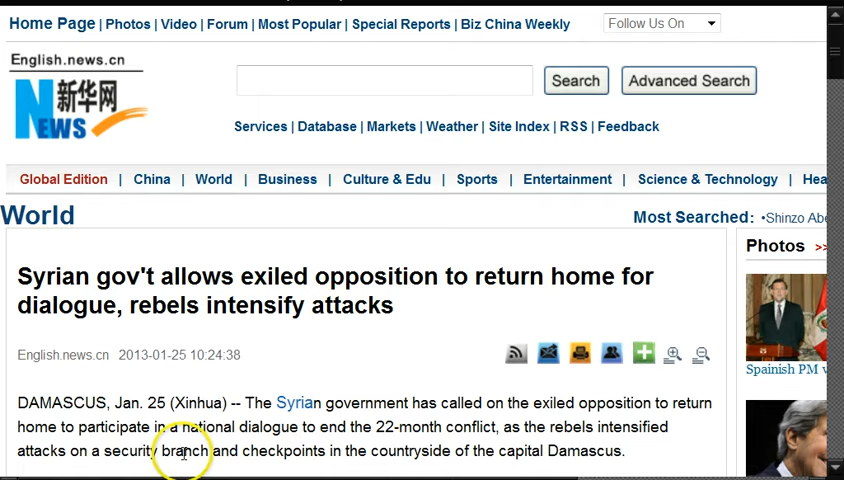 Home Page | Photos | Video | Forum | Most Popular | Special Reports | Biz China Weekly
Follow Us On
English.news.cn
新华网
NEWS
Search
Advanced Search
Services | Database | Markets | Weather | Site Index | RSS | Feedback
Global Edition | China | World | Business | Culture & Edu | Sports | Entertainment | Science & Technology | Hea
World
Most Searched: •Shinzo Abe
Syrian gov't allows exiled opposition to return home for
dialogue, rebels intensify attacks
English.news.cn 2013-01-25 10:24:38
DAMASCUS, Jan. 25 (Xinhua) -- The Syrian government has called on the exiled opposition to return
home to participate in a national dialogue to end the 22-month conflict, as the rebels intensified
attacks on a security branch and checkpoints in the countryside of the capital Damascus.
Photos >>
Spainish PM v